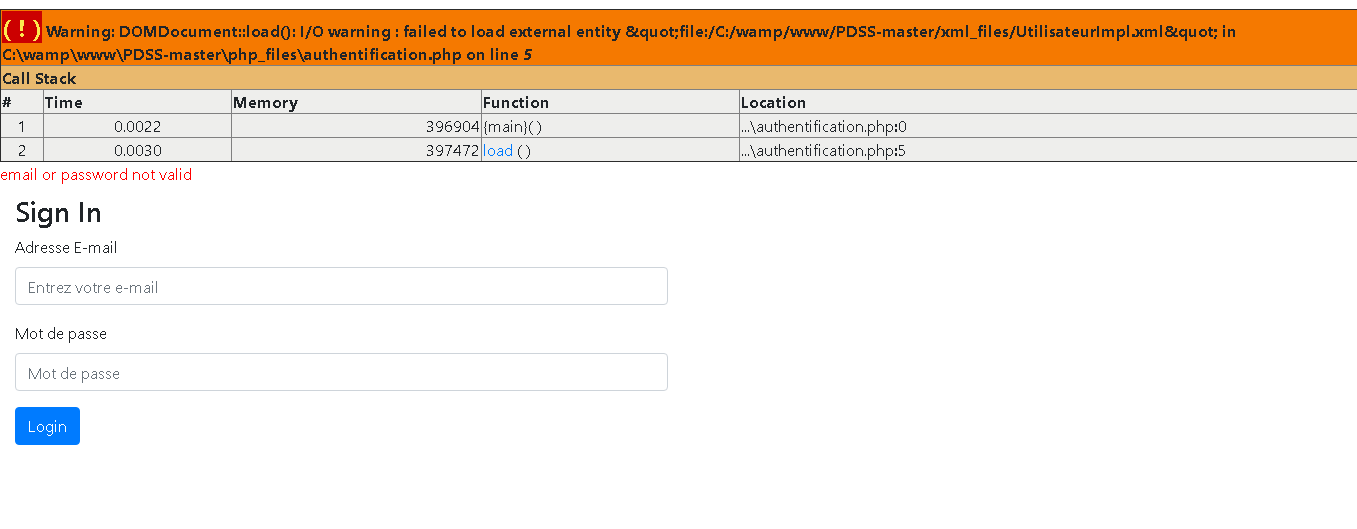 (!) Warning: DOMDocument::load(): I/O warning : failed to load external entity &quot;file:/C:/wamp/www/PDSS-master/xml_files/UtilisateurImpl.xml&quot; in
C:\wamp\www\PDSS-master\php_files\authentification.php on line 5
Call Stack
# Time Memory Function Location
1 0.0022 396904 {main}( ) ...\authentification.php:0
2 0.0030 397472 load ( ) ...\authentification.php:5
email or password not valid
Sign In
Adresse E-mail
Entrez votre e-mail
Mot de passe
Mot de passe
Login